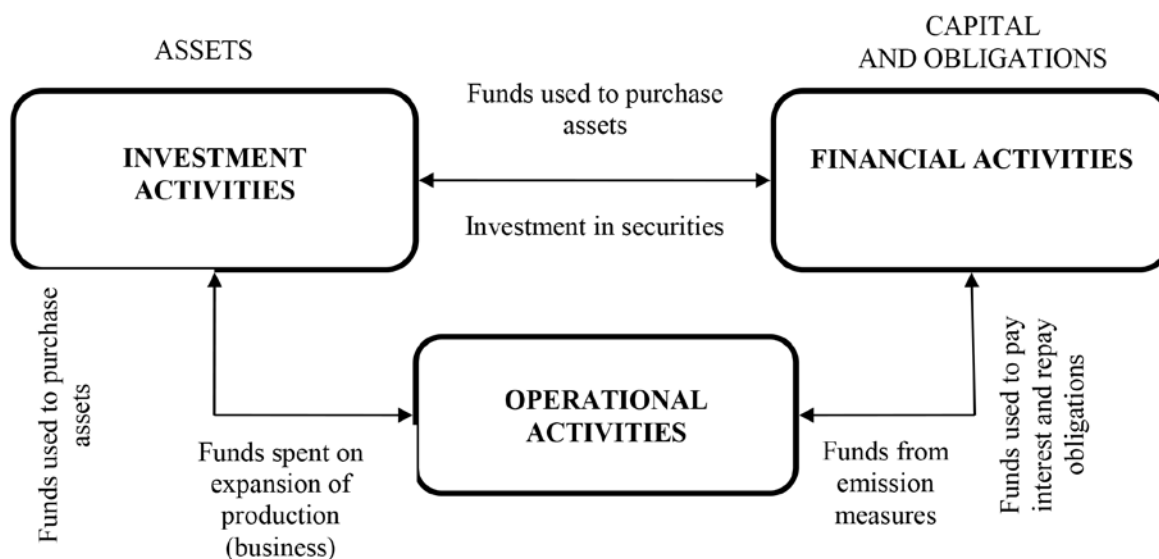 ASSETS
CAPITAL
AND OBLIGATIONS
INVESTMENT
ACTIVITIES
Funds used to purchase
assets
Investment in securities
FINANCIAL ACTIVITIES
Funds used to purchase
assets
Funds spent on
expansion of
production
(business)
OPERATIONAL
ACTIVITIES
Funds from
emission
measures
Funds used to pay
interest and repay
obligations